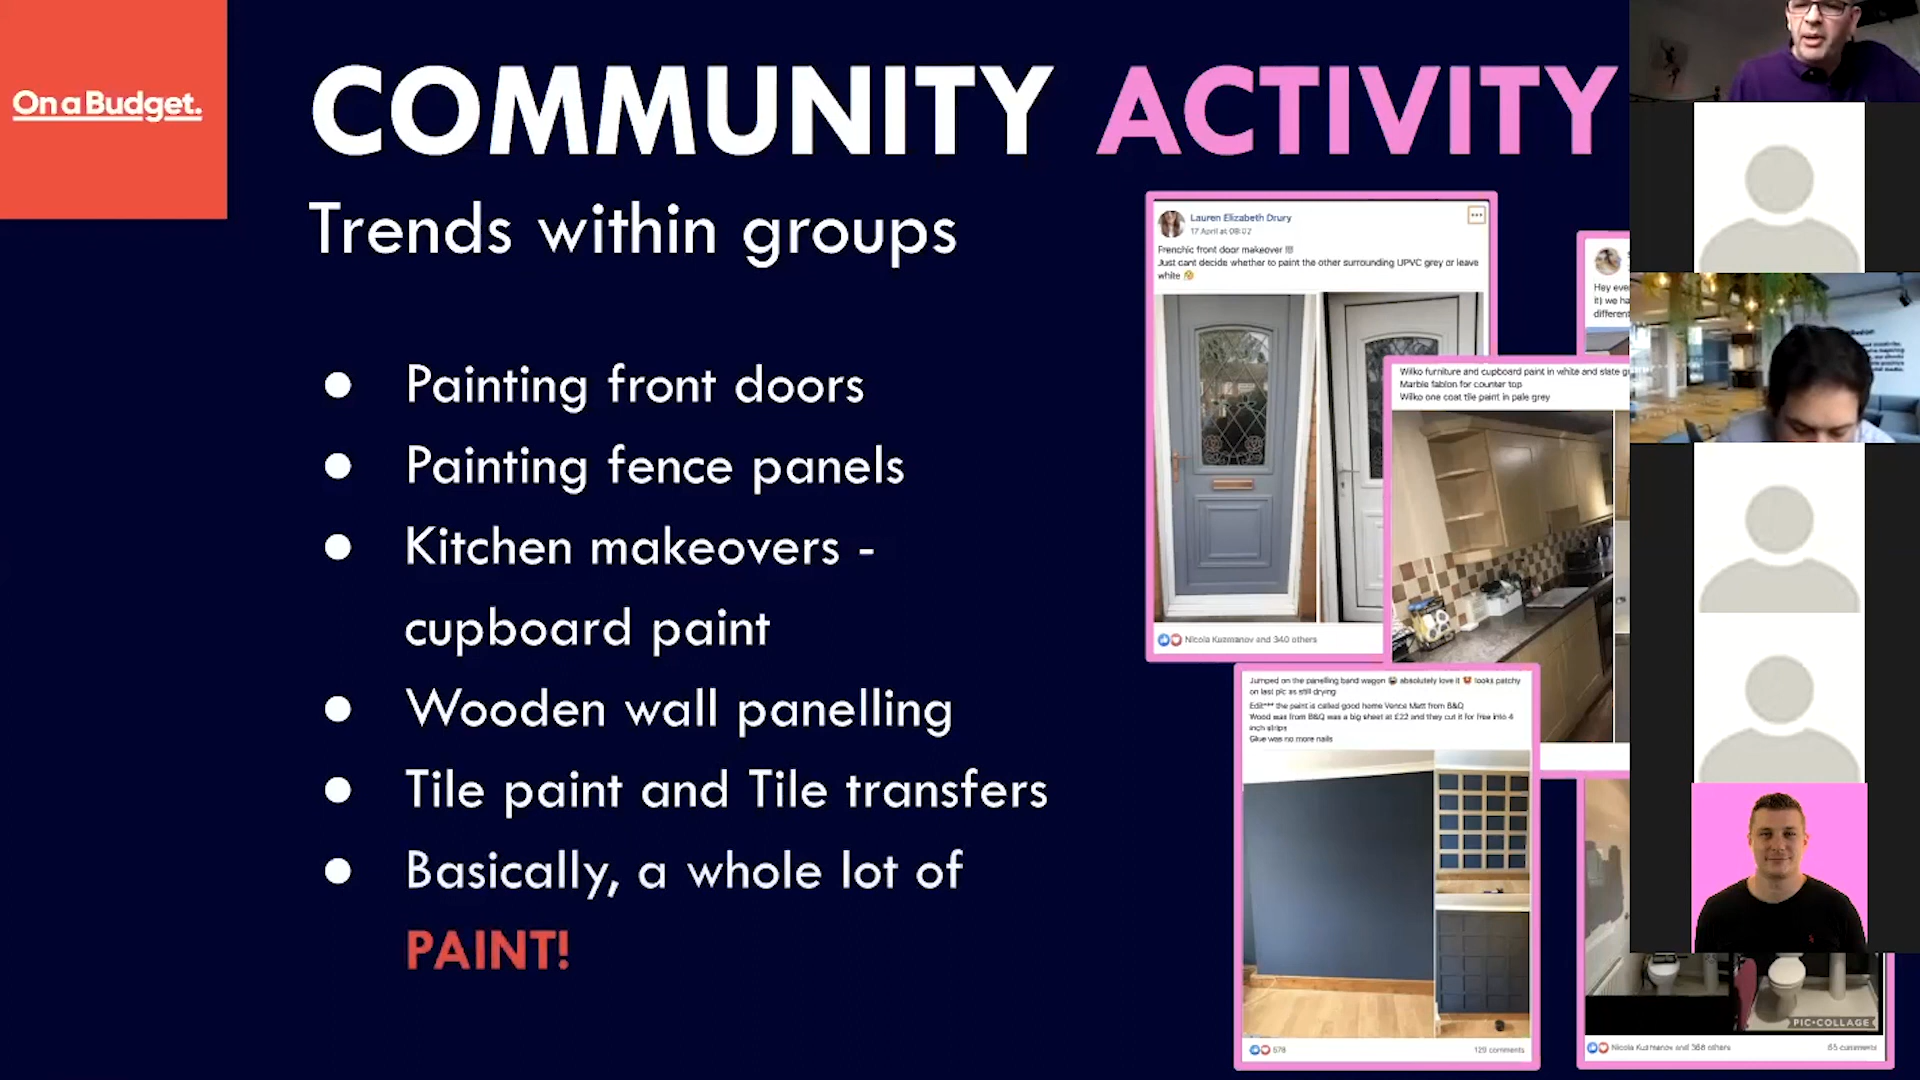 On a Budget.
COMMUNITY ACTIVITY
Trends within groups
● Painting front doors
● Painting fence panels
● Kitchen makeovers -
cupboard paint
● Wooden wall panelling
● Tile paint and Tile transfers
● Basically, a whole lot of
PAINT!
Lauren Elizabeth Drury
17 April at 08:02
Frenchic front door makeover !!!
Just cant decide whether to paint the other surrounding UPVC grey or leave
white
Nicola Kuzmanov and 340 others
Hey eve
it) we ha
different
Wilko furniture and cupboard paint in white and slate g
Marble fablon for counter top
Wilko one coat tile paint in pale grey
Jumped on the panelling band wagon absolutely love it looks patchy
on last pic as still drying
Edit*** the paint is called good home Vence Matt from B&Q
Wood was from B&Q was a big sheet at £22 and they cut it for free into 4
inch strips
Glue was no more nails
578
129 comments
PIC•COLLAGE
Nicola Kuzmanov and 368 others
65 comments